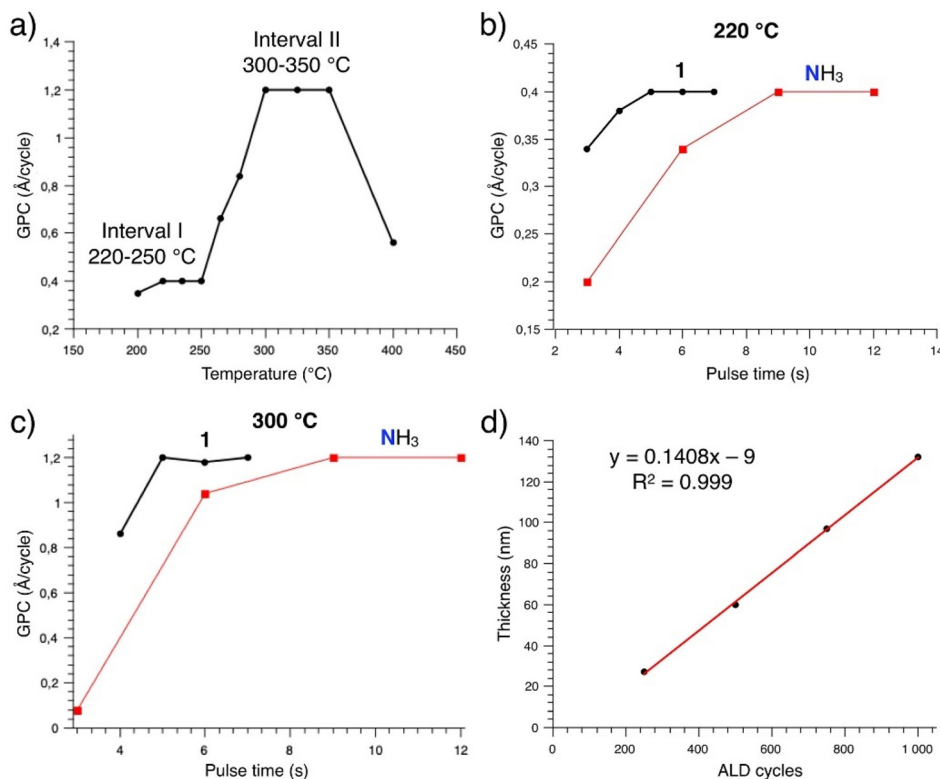 a)
GPC (Å/cycle)
1,4
1,2
1
0,8
0,6
0,4
0,2
Interval II
300-350 °C
Interval I
220-250 °C
150 200 250 300 350 400 450
Temperature (°C)
b)
220 °C
GPC (Å/cycle)
0,45
0,4
0,35
0,3
0,25
0,2
0,15
1
NH₃
2 4 6 8 10 12 14
Pulse time (s)
c)
300 °C
GPC (Å/cycle)
1,2
1
0,8
0,6
0,4
0,2
0
1
NH₃
4 6 8 10 12
Pulse time (s)
d)
Thickness (nm)
140
120
100
80
60
40
20
0
y = 0.1408x – 9
R² = 0.999
0 200 400 600 800 1 000
ALD cycles